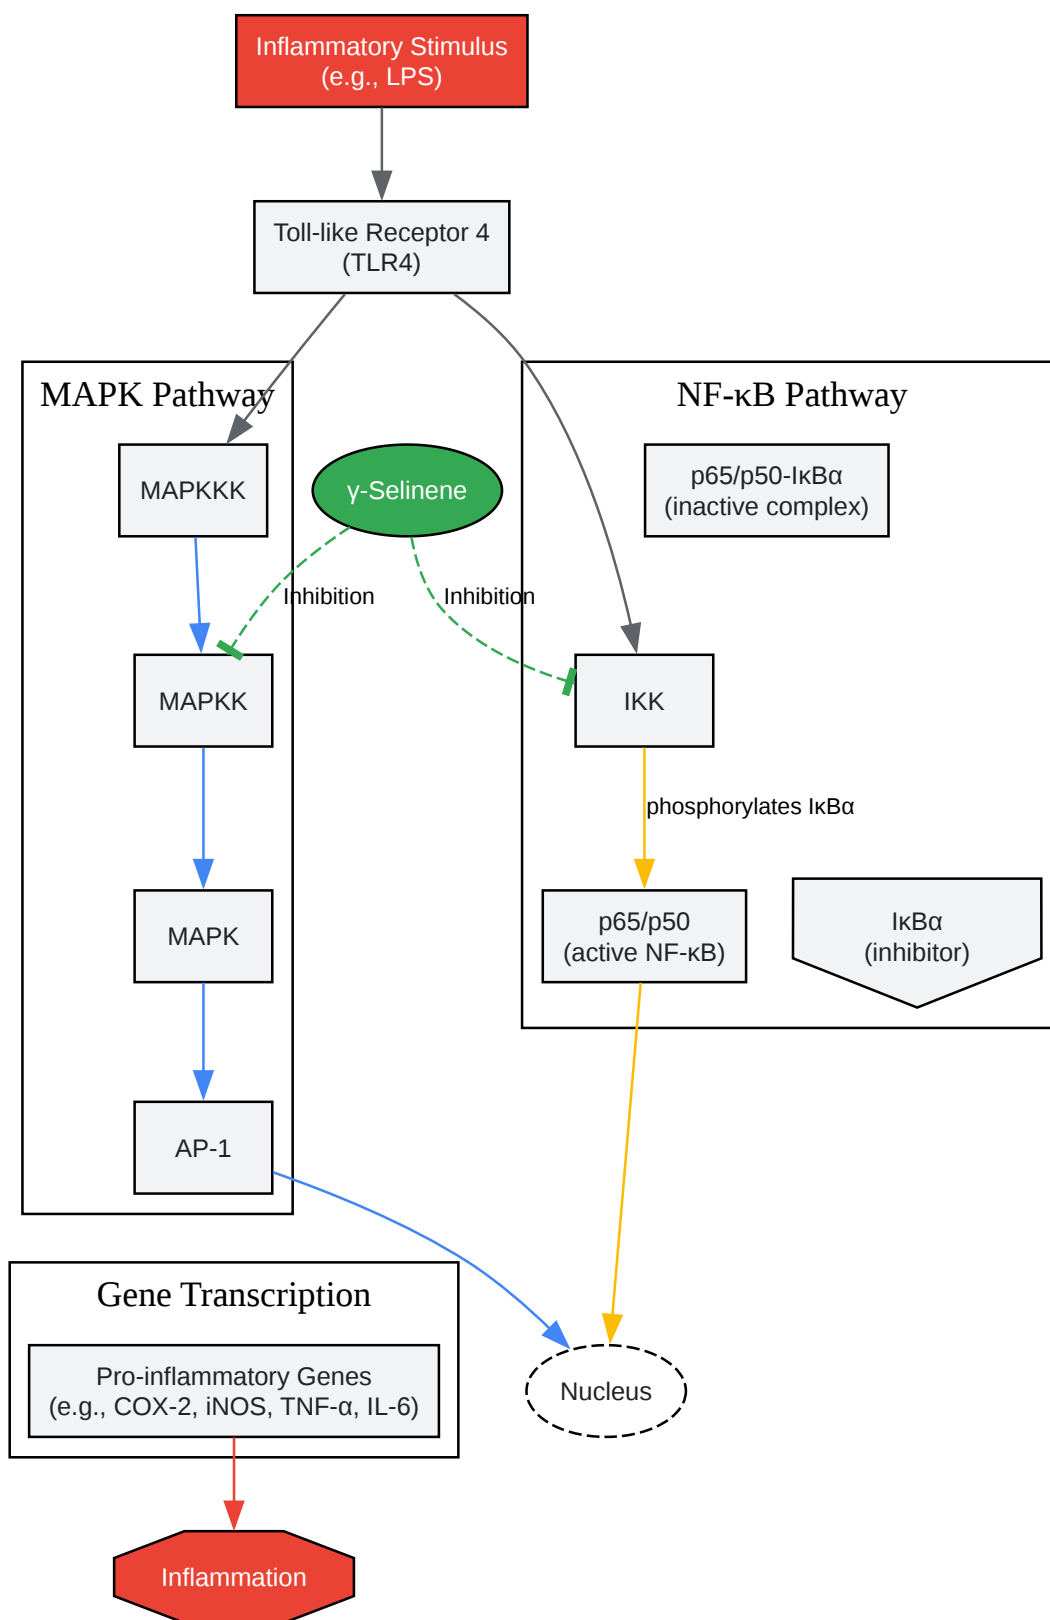 Inflammatory Stimulus
(e.g., LPS)
Toll-like Receptor 4
(TLR4)
MAPK Pathway
NF-κB Pathway
MAPKKK
γ-Selinene
p65/p50-IκBα
(inactive complex)
Inhibition
Inhibition
MAPKK
IKK
phosphorylates IκBα
MAPK
p65/p50
(active NF-κB)
IκBα
(inhibitor)
AP-1
Gene Transcription
Pro-inflammatory Genes
(e.g., COX-2, iNOS, TNF-α, IL-6)
Nucleus
Inflammation